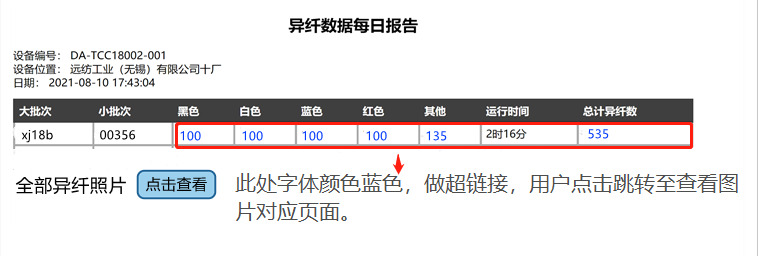 异纤数据每日报告
设备编号： DA-TCC18002-001
设备位置： 远纺工业（无锡）有限公司十厂
日期： 2021-08-10 17:43:04
大批次 小批次 黑色 白色 蓝色 红色 其他 运行时间 总计异纤数
xj18b 00356 100 100 100 100 135 2时16分 535
全部异纤照片 点击查看
此处字体颜色蓝色，做超链接，用户点击跳转至查看图
片对应页面。